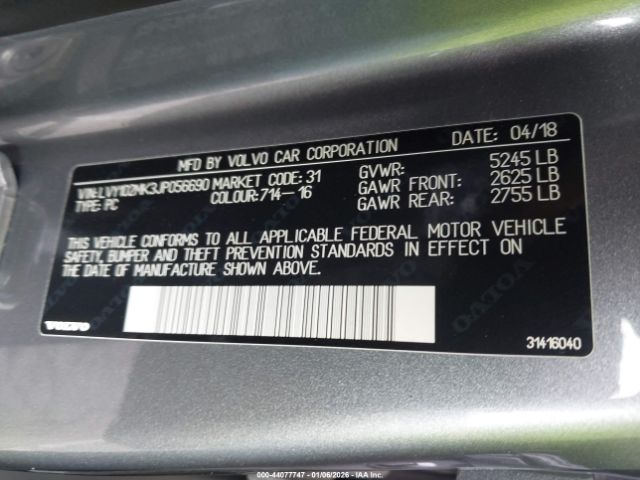 MFD BY VOLVO CAR CORPORATION DATE: 04/18
VIN:LVY102MK3JP056690 MARKET CODE: 31 GVWR: 5245 LB
TYPE: PC COLOUR:714-16 GAWR FRONT: 2625 LB
GAWR REAR: 2755 LB
THIS VEHICLE CONFORMS TO ALL APPLICABLE FEDERAL MOTOR VEHICLE
SAFETY, BUMPER AND THEFT PREVENTION STANDARDS IN EFFECT ON
THE DATE OF MANUFACTURE SHOWN ABOVE.
VOLVO
31416040
000-44077747 - 01/06/2026 - IAAI.COM